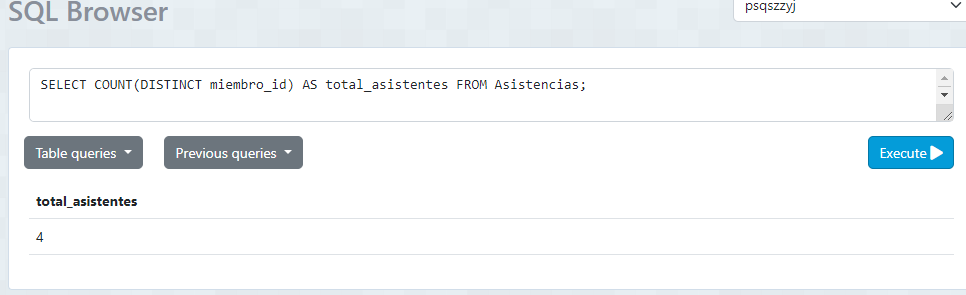 SQL Browser
psqszzyj
SELECT COUNT(DISTINCT miembro_id) AS total_asistentes FROM Asistencias;
Table queries
Previous queries
Execute
total_asistentes
4